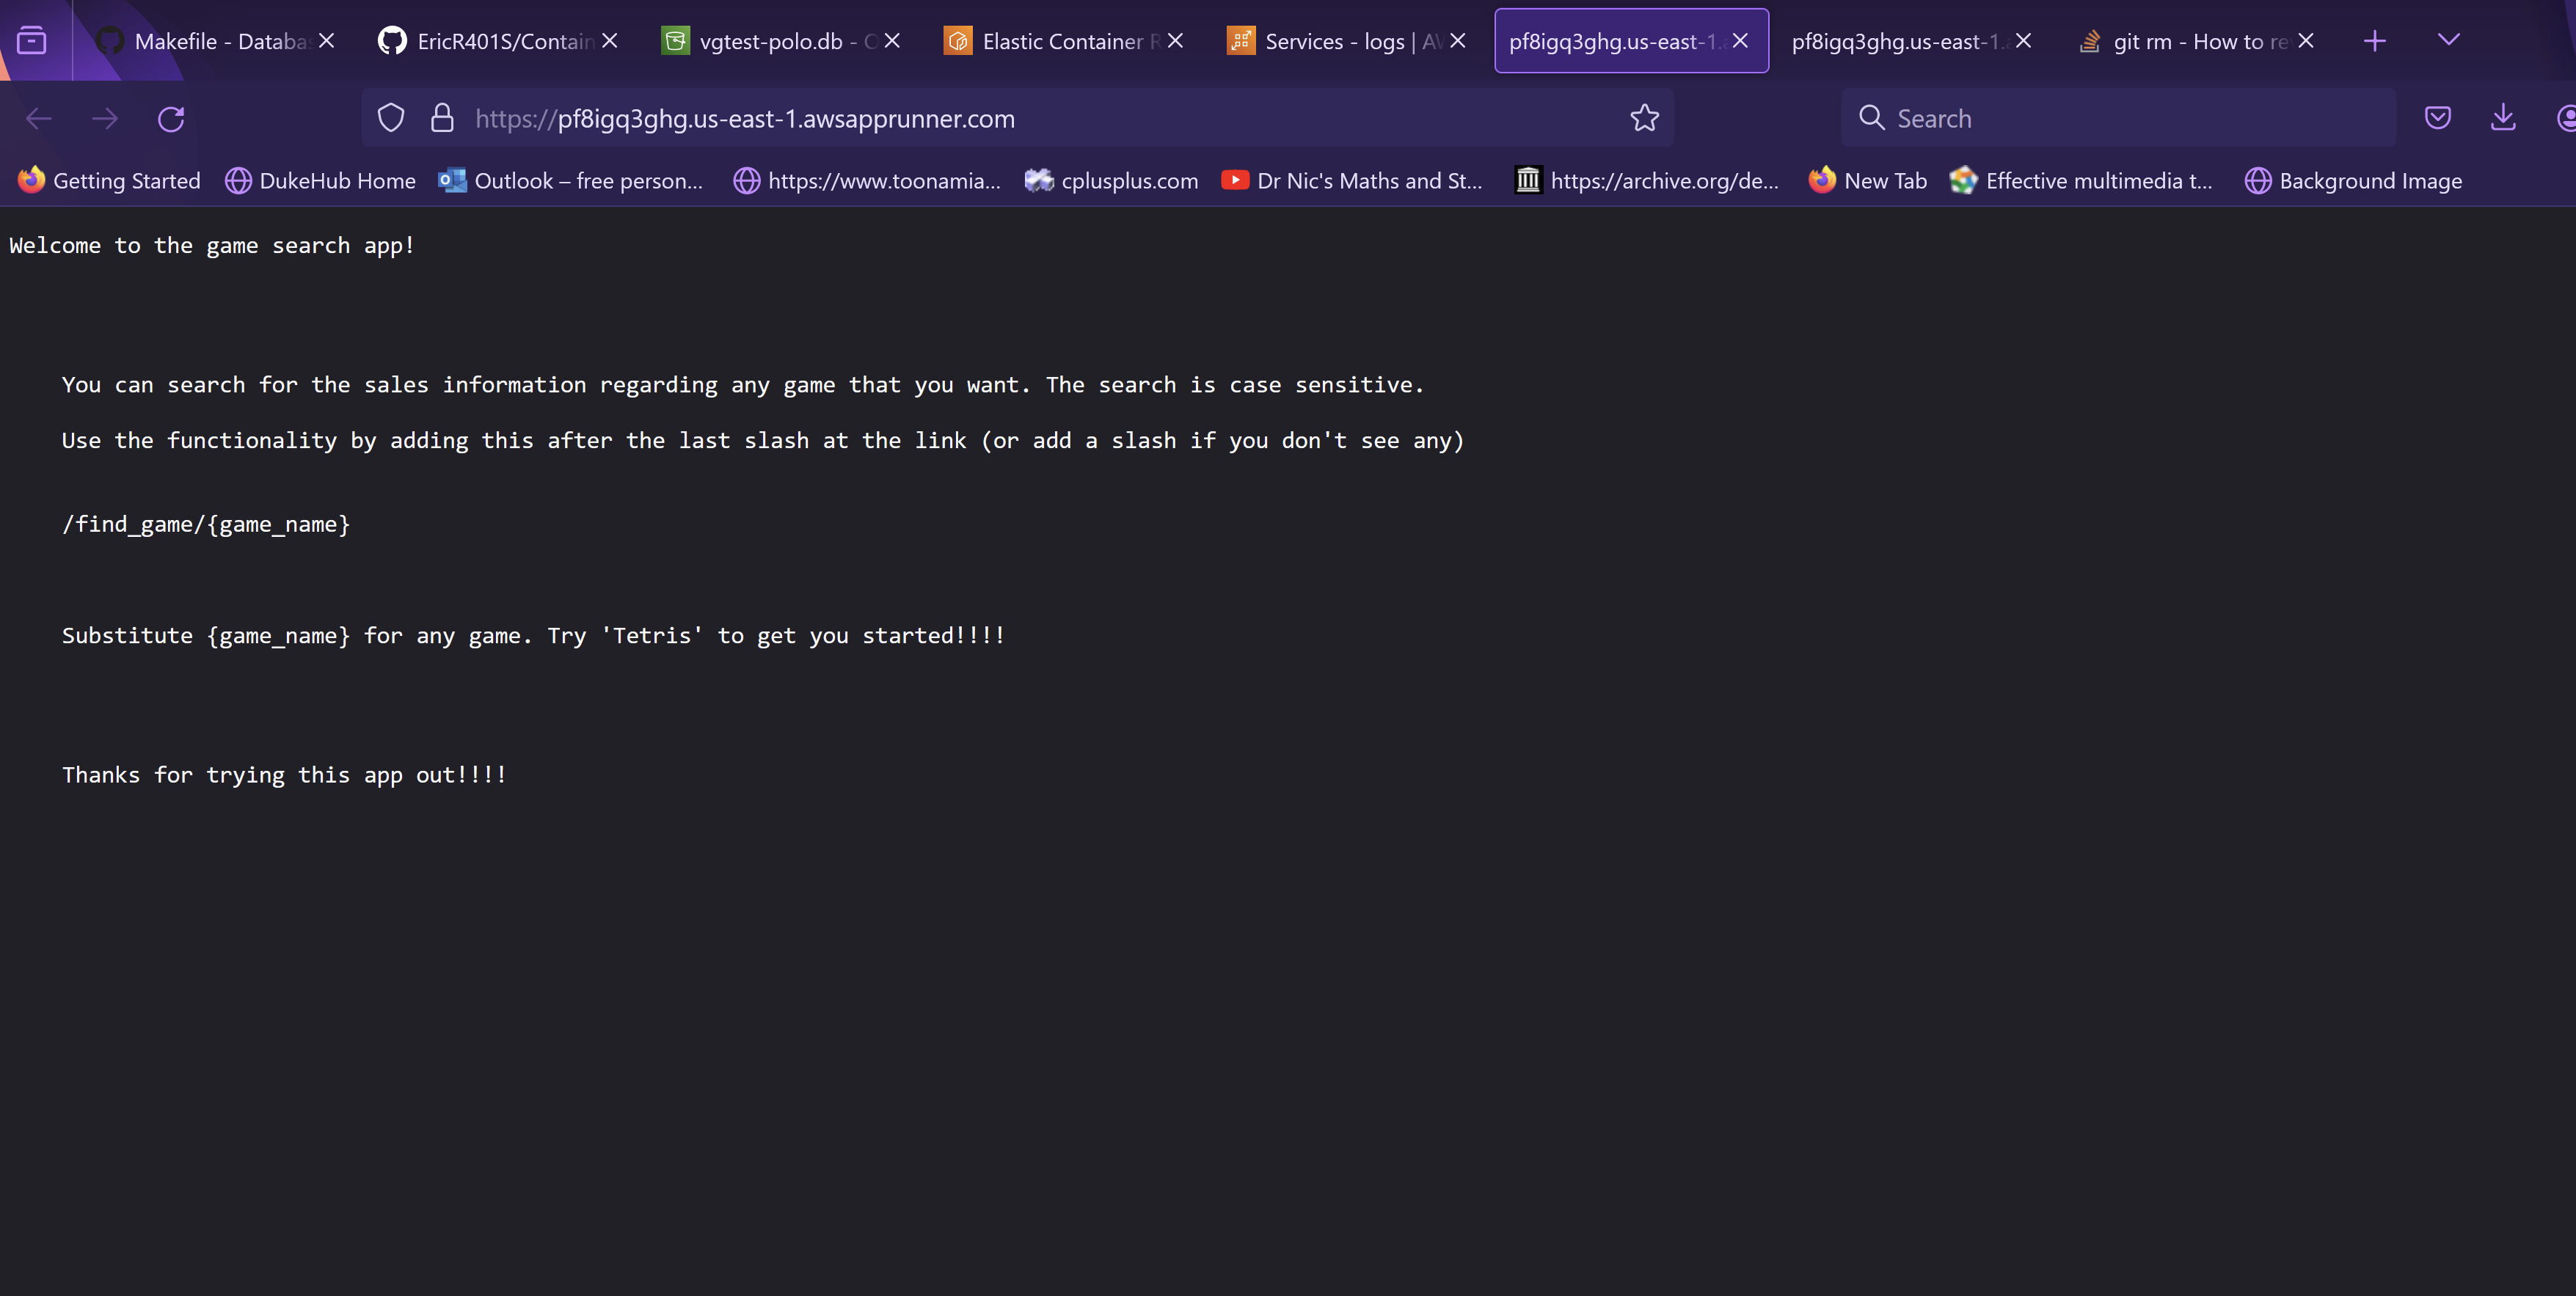 Makefile - Databa
EricR401S/Contain
vgtest-polo.db - O
Elastic Container R
Services - logs | AW
pf8igq3ghg.us-east-1.
pf8igq3ghg.us-east-1.a
git rm - How to re
https://pf8igq3ghg.us-east-1.awsapprunner.com
Search
Getting Started
DukeHub Home
Outlook – free person...
https://www.toonamia...
cplusplus.com
Dr Nic's Maths and St...
https://archive.org/de...
New Tab
Effective multimedia t...
Background Image
Welcome to the game search app!
You can search for the sales information regarding any game that you want. The search is case sensitive.
Use the functionality by adding this after the last slash at the link (or add a slash if you don't see any)
/find_game/{game_name}
Substitute {game_name} for any game. Try 'Tetris' to get you started!!!!
Thanks for trying this app out!!!!